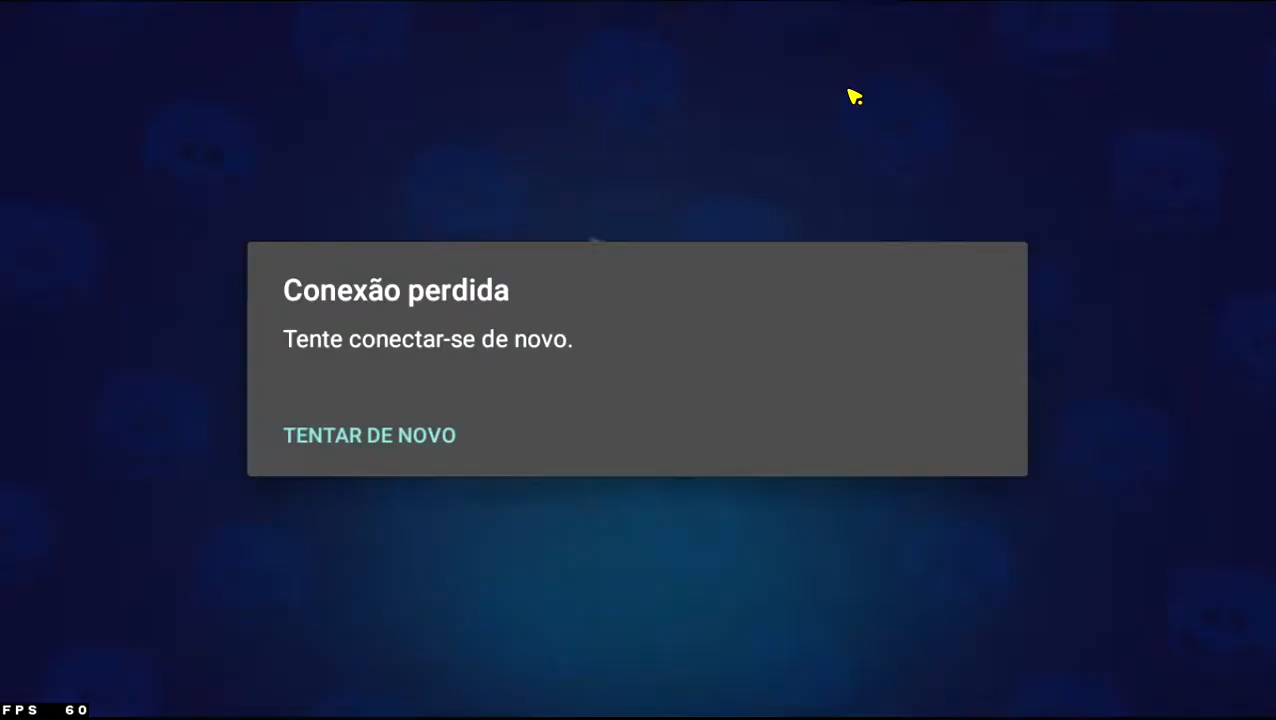 Conexão perdida
Tente conectar-se de novo.
TENTAR DE NOVO
FPS 60